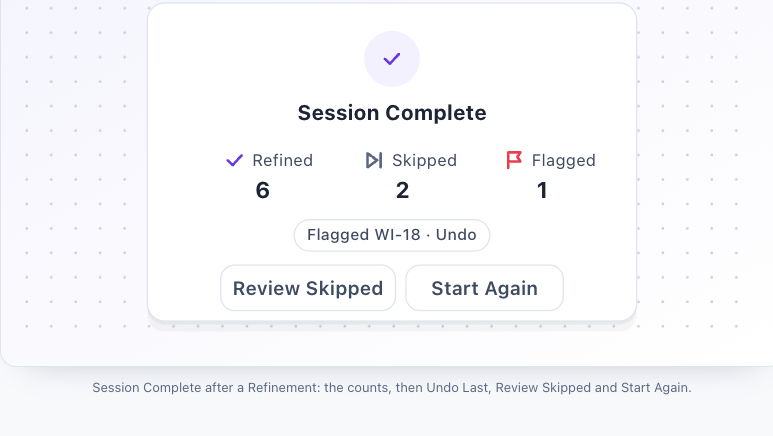 Session Complete
Refined Skipped Flagged
6 2 1
Flagged WI-18 · Undo
Review Skipped Start Again
Session Complete after a Refinement: the counts, then Undo Last, Review Skipped and Start Again.